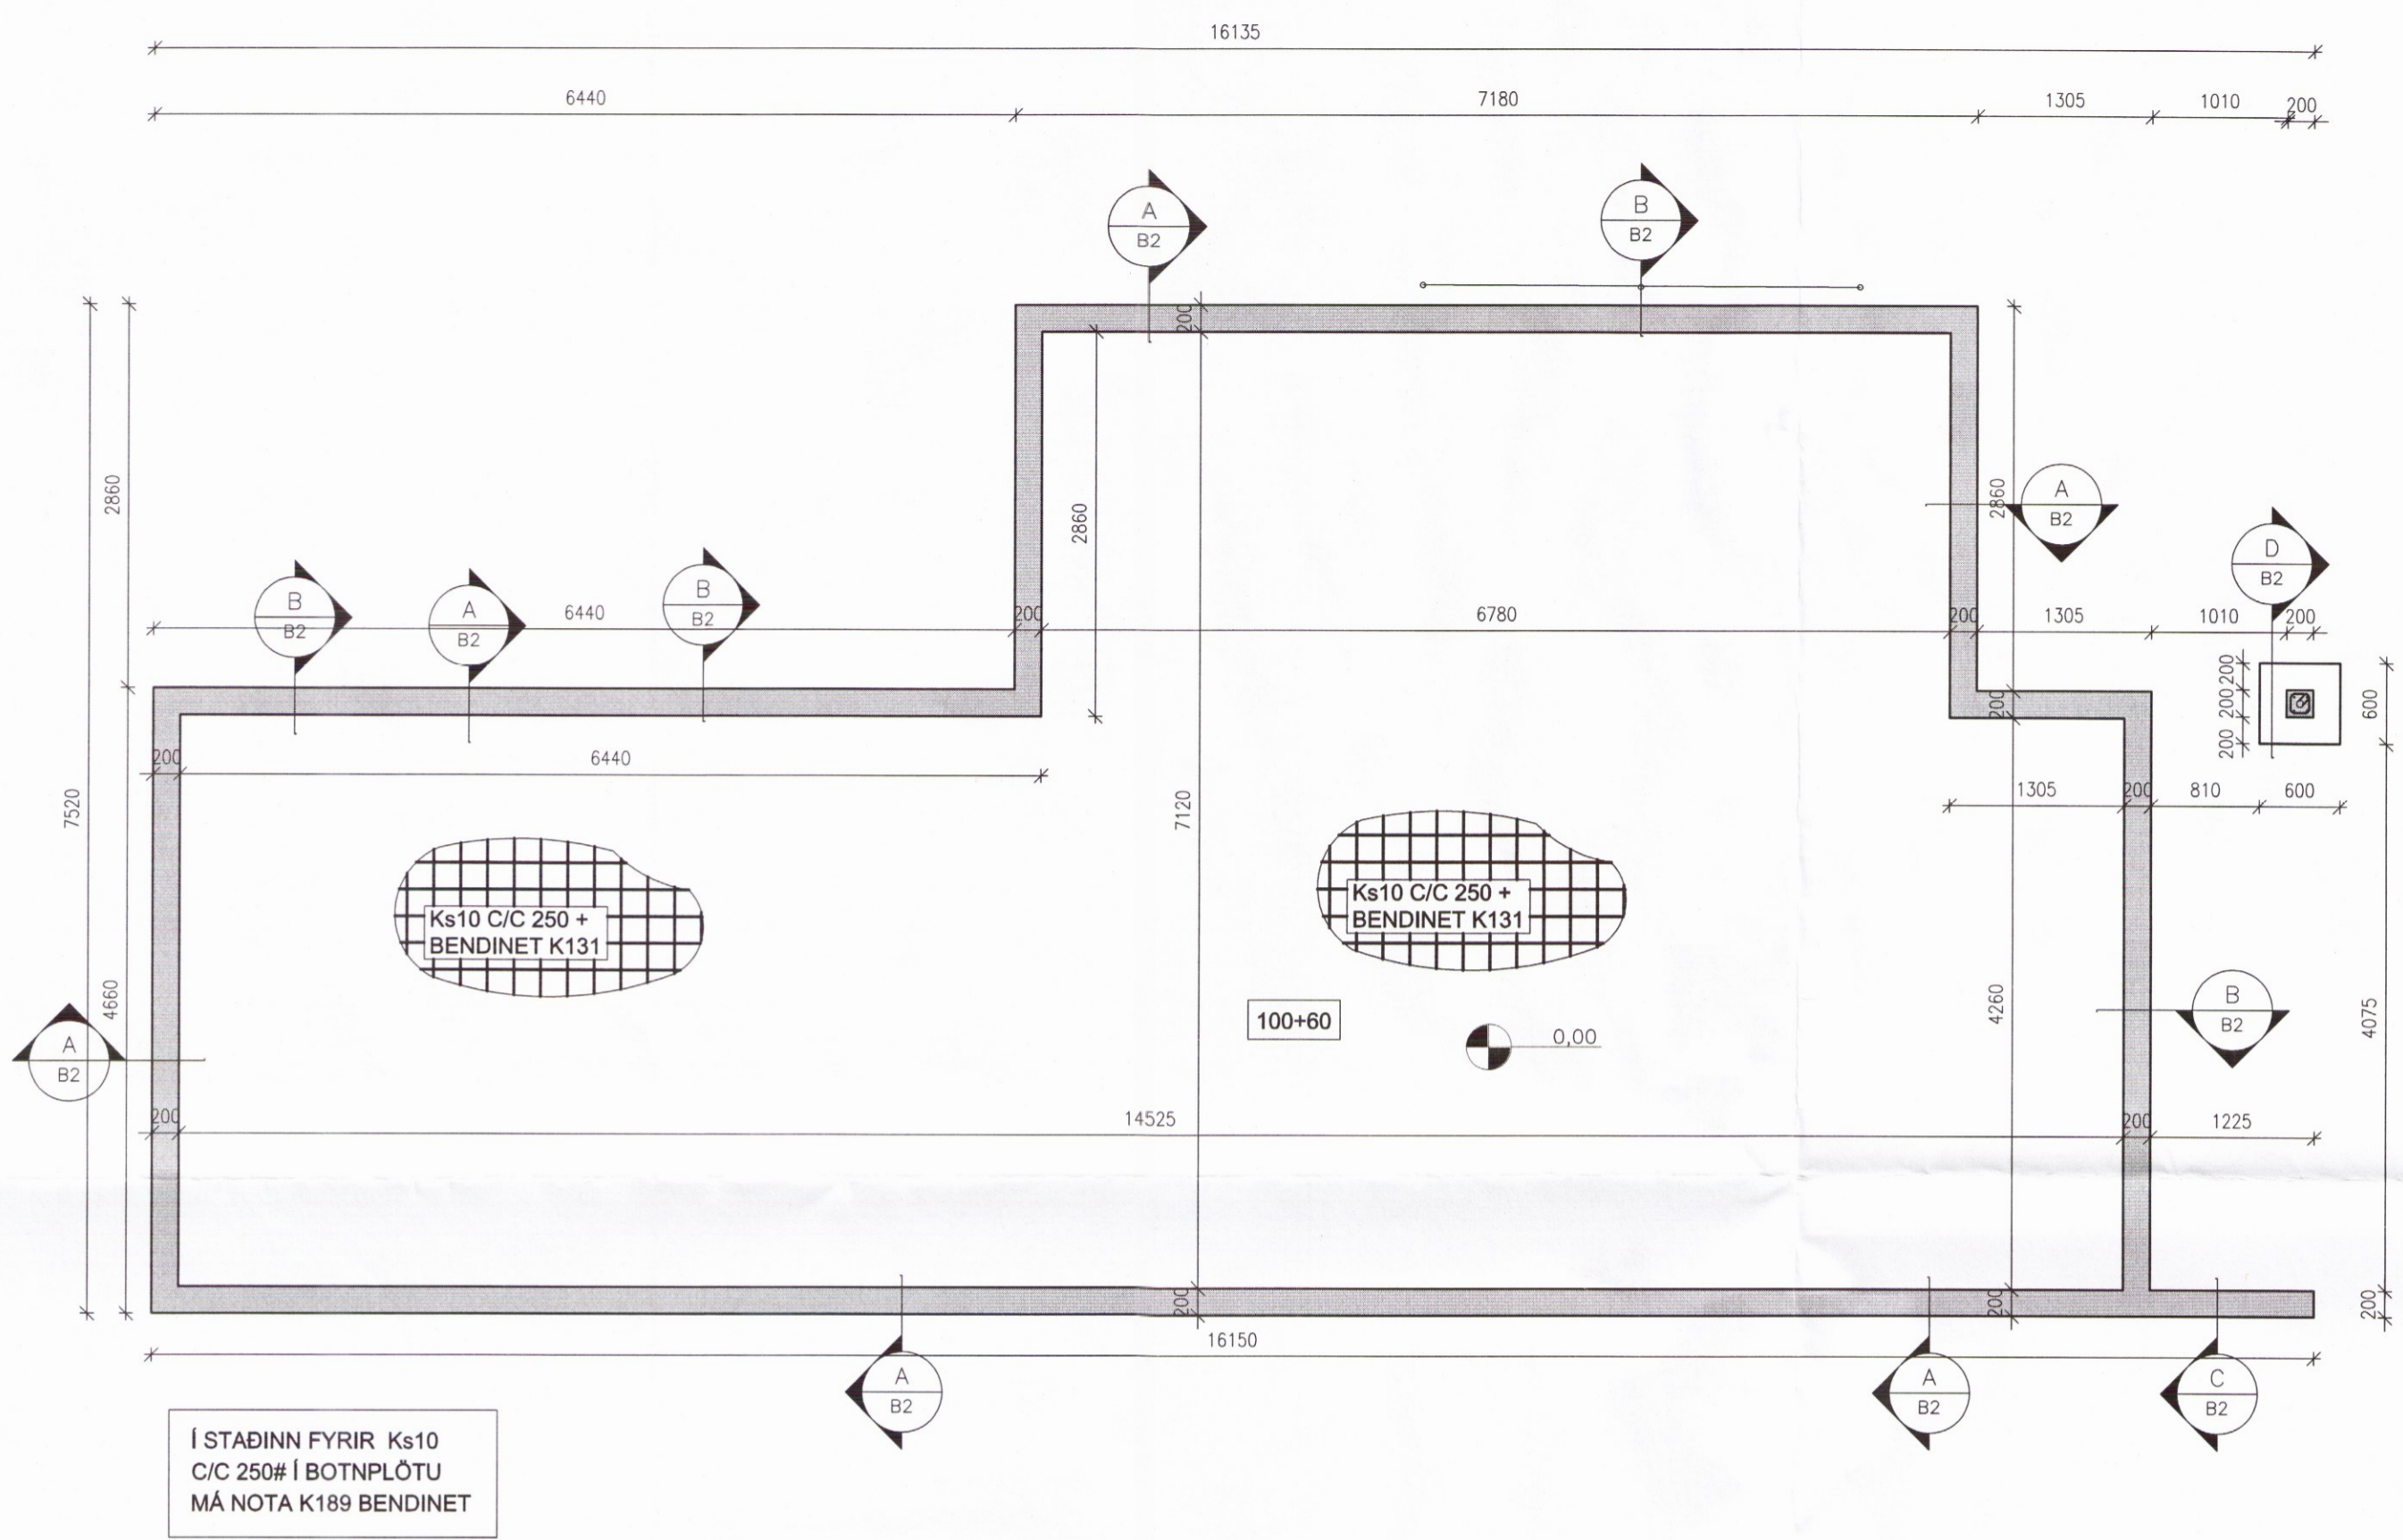 16135
6440
7180
1305
1010
200
A
B2
B
B2
200
2860
2860
2860
A
B2
D
B2
B
B2
A
B2
6440
B
B2
200
6780
200
1305
1010
200
200
200
200
600
200
200
6440
7520
7120
1305
200
810
600
Ks10 C/C 250 +
BENDINET K131
Ks10 C/C 250 +
BENDINET K131
4660
100+60
0,00
4260
B
B2
4075
A
B2
200
14525
200
1225
200
200
200
16150
A
B2
A
B2
C
B2
Í STAÐINN FYRIR Ks10
C/C 250# Í BOTNPLÖTU
MÁ NOTA K189 BENDINET